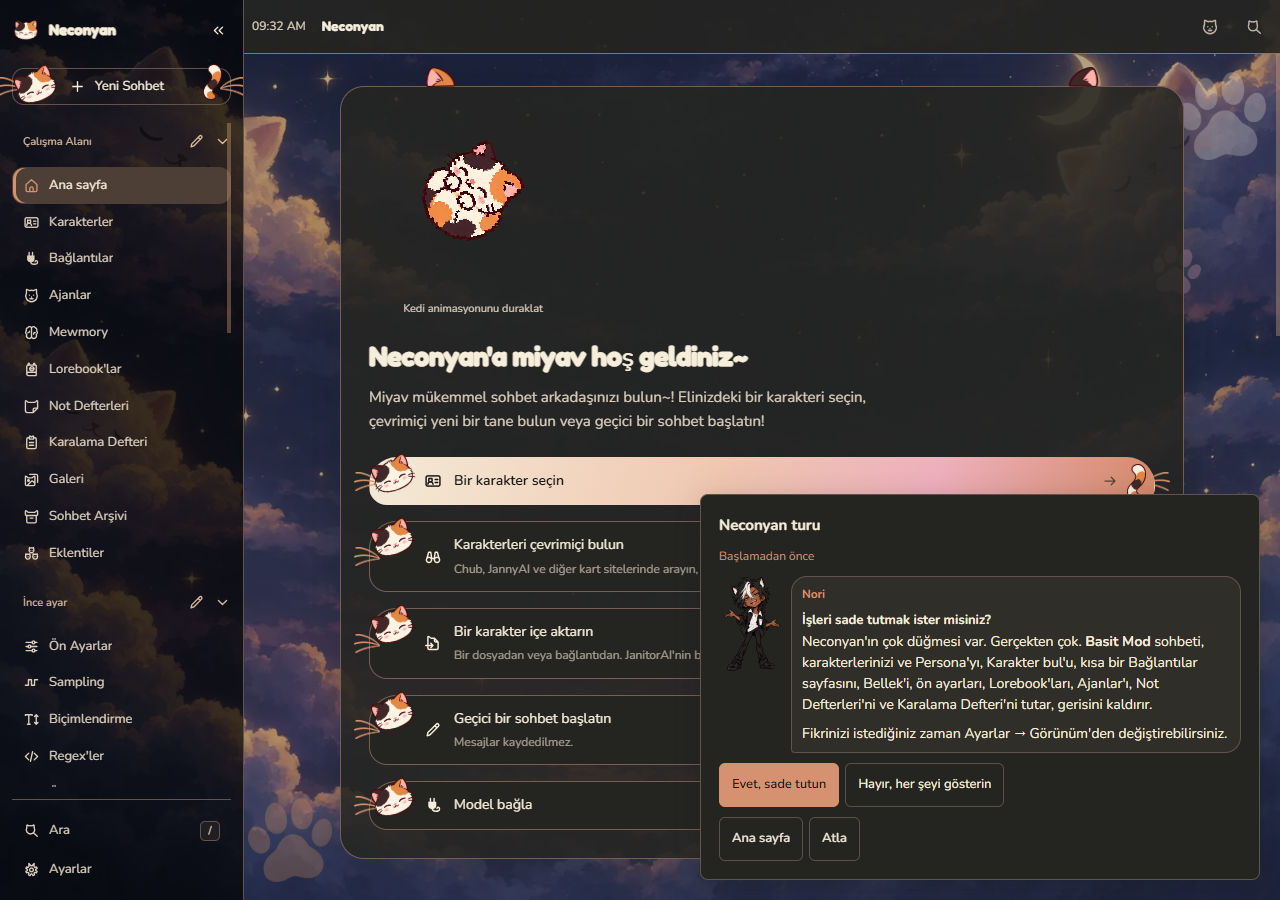 Neconyan
«
+ Yeni Sohbet
Çalışma Alanı
Ana sayfa
Karakterler
Bağlantılar
Ajanlar
Mewmory
Lorebook'lar
Not Defterleri
Karalama Defteri
Galeri
Sohbet Arşivi
Eklentiler
İnce ayar
Ön Ayarlar
Sampling
Biçimlendirme
Regex'ler
Ara
/
Ayarlar
09:32 AM Neconyan
Kedi animasyonunu duraklat
Neconyan'a miyav hoş geldiniz~
Miyav mükemmel sohbet arkadaşınızı bulun~! Elinizdeki bir karakteri seçin,
çevrimiçi yeni bir tane bulun veya geçici bir sohbet başlatın!
Bir karakter seçin →
Karakterleri çevrimiçi bulun
Chub, JannyAI ve diğer kart sitelerinde arayın,
Bir karakter içe aktarın
Bir dosyadan veya bağlantıdan. JanitorAI'nin b
Geçici bir sohbet başlatın
Mesajlar kaydedilmez.
Model bağla
Neconyan turu
Başlamadan önce
Nori
İşleri sade tutmak ister misiniz?
Neconyan'ın çok düğmesi var. Gerçekten çok. Basit Mod sohbeti,
karakterlerinizi ve Persona'yı, Karakter bul'u, kısa bir Bağlantılar
sayfasını, Bellek'i, ön ayarları, Lorebook'ları, Ajanlar'ı, Not
Defterleri'ni ve Karalama Defteri'ni tutar, gerisini kaldırır.
Fikrinizi istediğiniz zaman Ayarlar → Görünüm'den değiştirebilirsiniz.
Evet, sade tutun
Hayır, her şeyi gösterin
Ana sayfa
Atla